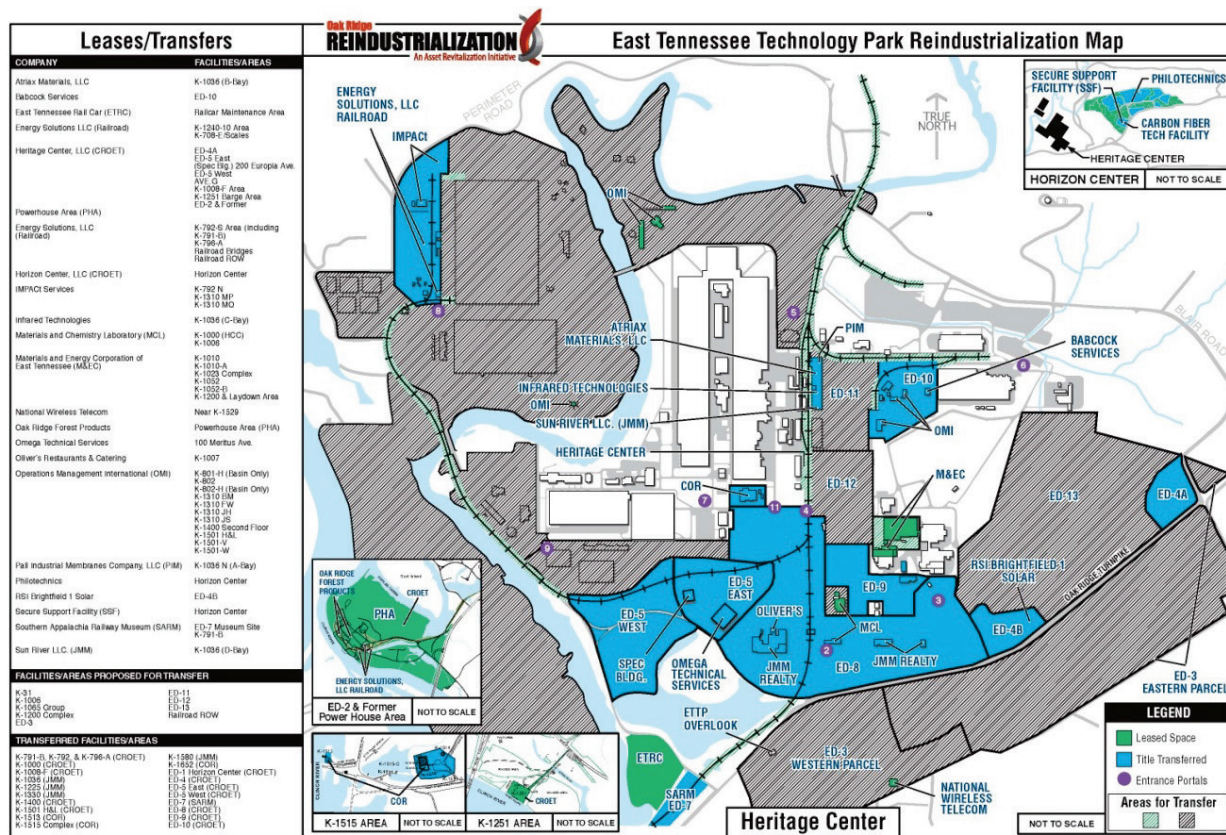 Leases/Transfers
COMPANY FACILITIES/AREAS
Atriax Materials, LLC K-1036 (B-Bay)
Babcock Services ED-10
East Tennessee Rail Car (ETRC) Railcar Maintenance Area
Energy Solutions LLC (Railroad) K-1240-10 Area
K-708-E/Scales
Heritage Center, LLC (CROET) ED-4A
ED-5 East
(Spec Blg.) 200 Europia Ave.
ED-5 West
AVE.G
K-1008-F Area
K-1251 Barge Area
ED-2 & Former
Powerhouse Area (PHA)
Energy Solutions, LLC K-792-S Area (including
(Railroad) K-791-B)
K-796-A
Railroad Bridges
Railroad ROW
Horizon Center, LLC (CROET) Horizon Center
IMPACt Services K-792 N
K-1310 MP
K-1310 MO
Infrared Technologies K-1036 (C-Bay)
Materials and Chemistry Laboratory (MCL) K-1000 (HCC)
K-1006
Materials and Energy Corporation of K-1010
East Tennessee (M&EC) K-1010-A
K-1023 Complex
K-1052
K-1052-B
K-1200 & Laydown Area
National Wireless Telecom Near K-1529
Oak Ridge Forest Products Powerhouse Area (PHA)
Omega Technical Services 100 Meritus Ave.
Oliver's Restaurants & Catering K-1007
Operations Management International (OMI) K-801-H (Basin Only)
K-802
K-802-H (Basin Only)
K-1310 BM
K-1310 FW
K-1310 JH
K-1310 JS
K-1400 Second Floor
K-1501 H&L
K-1501-V
K-1501-W
Pall Industrial Membranes Company, LLC (PIM) K-1036 N (A-Bay)
Philotechnics Horizon Center
RSI Brightfield 1 Solar ED-4B
Secure Support Facility (SSF) Horizon Center
Southern Appalachia Railway Museum (SARM) ED-7 Museum Site
K-791-B
Sun River LLC. (JMM) K-1036 (D-Bay)
FACILITIES/AREAS PROPOSED FOR TRANSFER
K-31 ED-11
K-1006 ED-12
K-1065 Group ED-13
K-1200 Complex Railroad ROW
ED-3
TRANSFERRED FACILITIES/AREAS
K-791-B, K-792, & K-796-A (CROET) K-1580 (JMM)
K-1000 (CROET) K-1652 (COR)
K-1008-F (CROET) ED-1 Horizon Center (CROET)
K-1036 (JMM) ED-4 (CROET)
K-1225 (JMM) ED-5 East (CROET)
K-1330 (JMM) ED-5 West (CROET)
K-1400 (CROET) ED-7 (SARM)
K-1501 H&L (CROET) ED-8 (CROET)
K-1513 (COR) ED-9 (CROET)
K-1515 Complex (COR) ED-10 (CROET)
Oak Ridge
REINDUSTRIALIZATION
An Asset Revitalization Initiative
East Tennessee Technology Park Reindustrialization Map
ENERGY
SOLUTIONS, LLC
RAILROAD
IMPACt
PERIMETER
ROAD
TRUE
NORTH
SECURE SUPPORT
FACILITY (SSF)
PHILOTECHNICS
CARBON FIBER
TECH FACILITY
HERITAGE CENTER
HORIZON CENTER
NOT TO SCALE
OMI
8
5
PIM
ATRIAX
MATERIALS, LLC
BLAIR ROAD
BABCOCK
SERVICES
6
ED-10
INFRARED TECHNOLOGIES
ED-11
OMI
OMI
SUN RIVER LLC. (JMM)
HERITAGE CENTER
M&EC
COR
ED-12
ED-13
ED-4A
7
11
4
9
RSI BRIGHTFIELD-1
SOLAR
OAK RIDGE TURNPIKE
OAK RIDGE
FOREST
PRODUCTS
PHA
CROET
ENERGY SOLUTIONS,
LLC RAILROAD
ED-2 & Former
Power House Area
NOT TO SCALE
ED-5
EAST
ED-5
WEST
OLIVER'S
ED-9
3
MCL
2
ED-4B
SPEC
BLDG.
OMEGA
TECHNICAL
SERVICES
JMM
REALTY
ED-8
JMM REALTY
ED-3
EASTERN PARCEL
ETTP
OVERLOOK
ETRC
SARM
ED-7
ED-3
WESTERN PARCEL
NATIONAL
WIRELESS
TELECOM
CLINCH RIVER
COR
K-1515 AREA
NOT TO SCALE
CLINCH RIVER
CROET
K-1251 AREA
NOT TO SCALE
Heritage Center
NOT TO SCALE
LEGEND
Leased Space
Title Transferred
Entrance Portals
Areas for Transfer